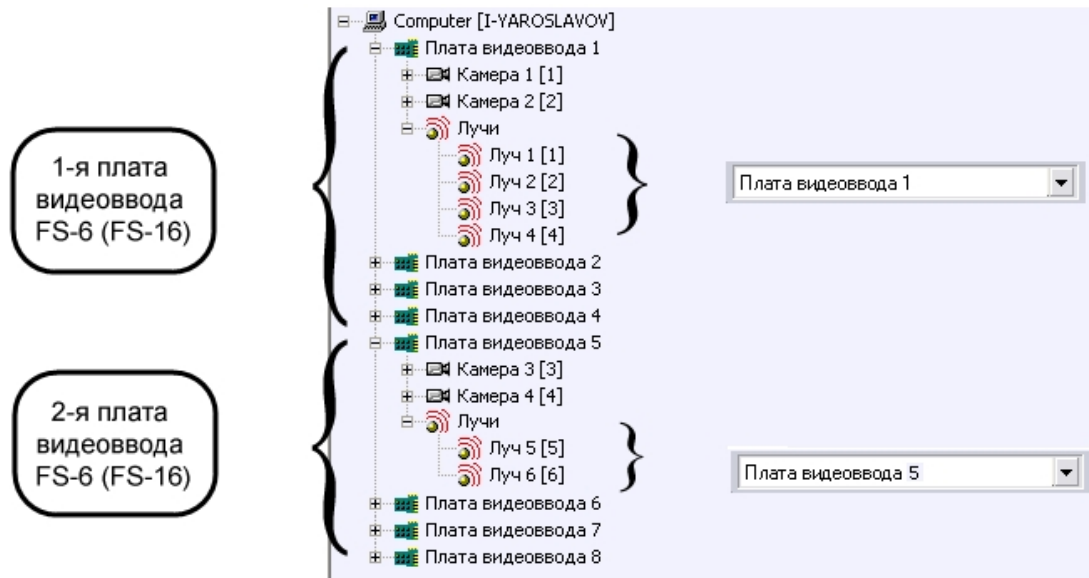 Computer [I-YAROSLAVOV]
Плата видеоввода 1
Камера 1 [1]
Камера 2 [2]
Лучи
Луч 1 [1]
Луч 2 [2]
Луч 3 [3]
Луч 4 [4]
Плата видеоввода 2
Плата видеоввода 3
Плата видеоввода 4
Плата видеоввода 5
Камера 3 [3]
Камера 4 [4]
Лучи
Луч 5 [5]
Луч 6 [6]
Плата видеоввода 6
Плата видеоввода 7
Плата видеоввода 8
1-я плата
видеоввода
FS-6 (FS-16)
2-я плата
видеоввода
FS-6 (FS-16)
Плата видеоввода 1
Плата видеоввода 5